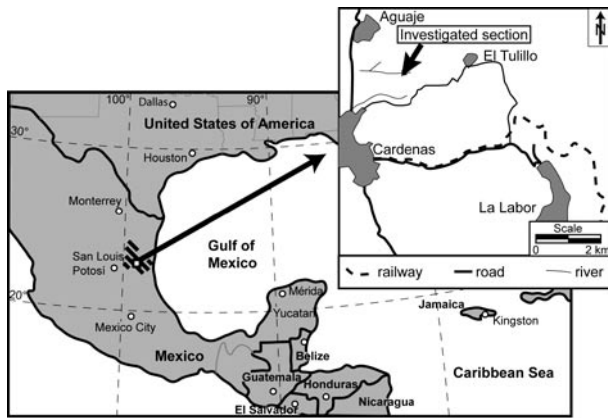 Aguaje
N
Investigated section
El Tulillo
Cardenas
La Labor
Scale
0 2 km
railway road river
100° 90°
Dallas
United States of America
30°
Houston
Monterrey
Gulf of
Mexico
San Louis
Potosí
20°
Mérida
Yucatan
Mexico City
Jamaica
Kingston
Mexico
Belize
Guatemala
Honduras
Caribbean Sea
El Salvador
Nicaragua